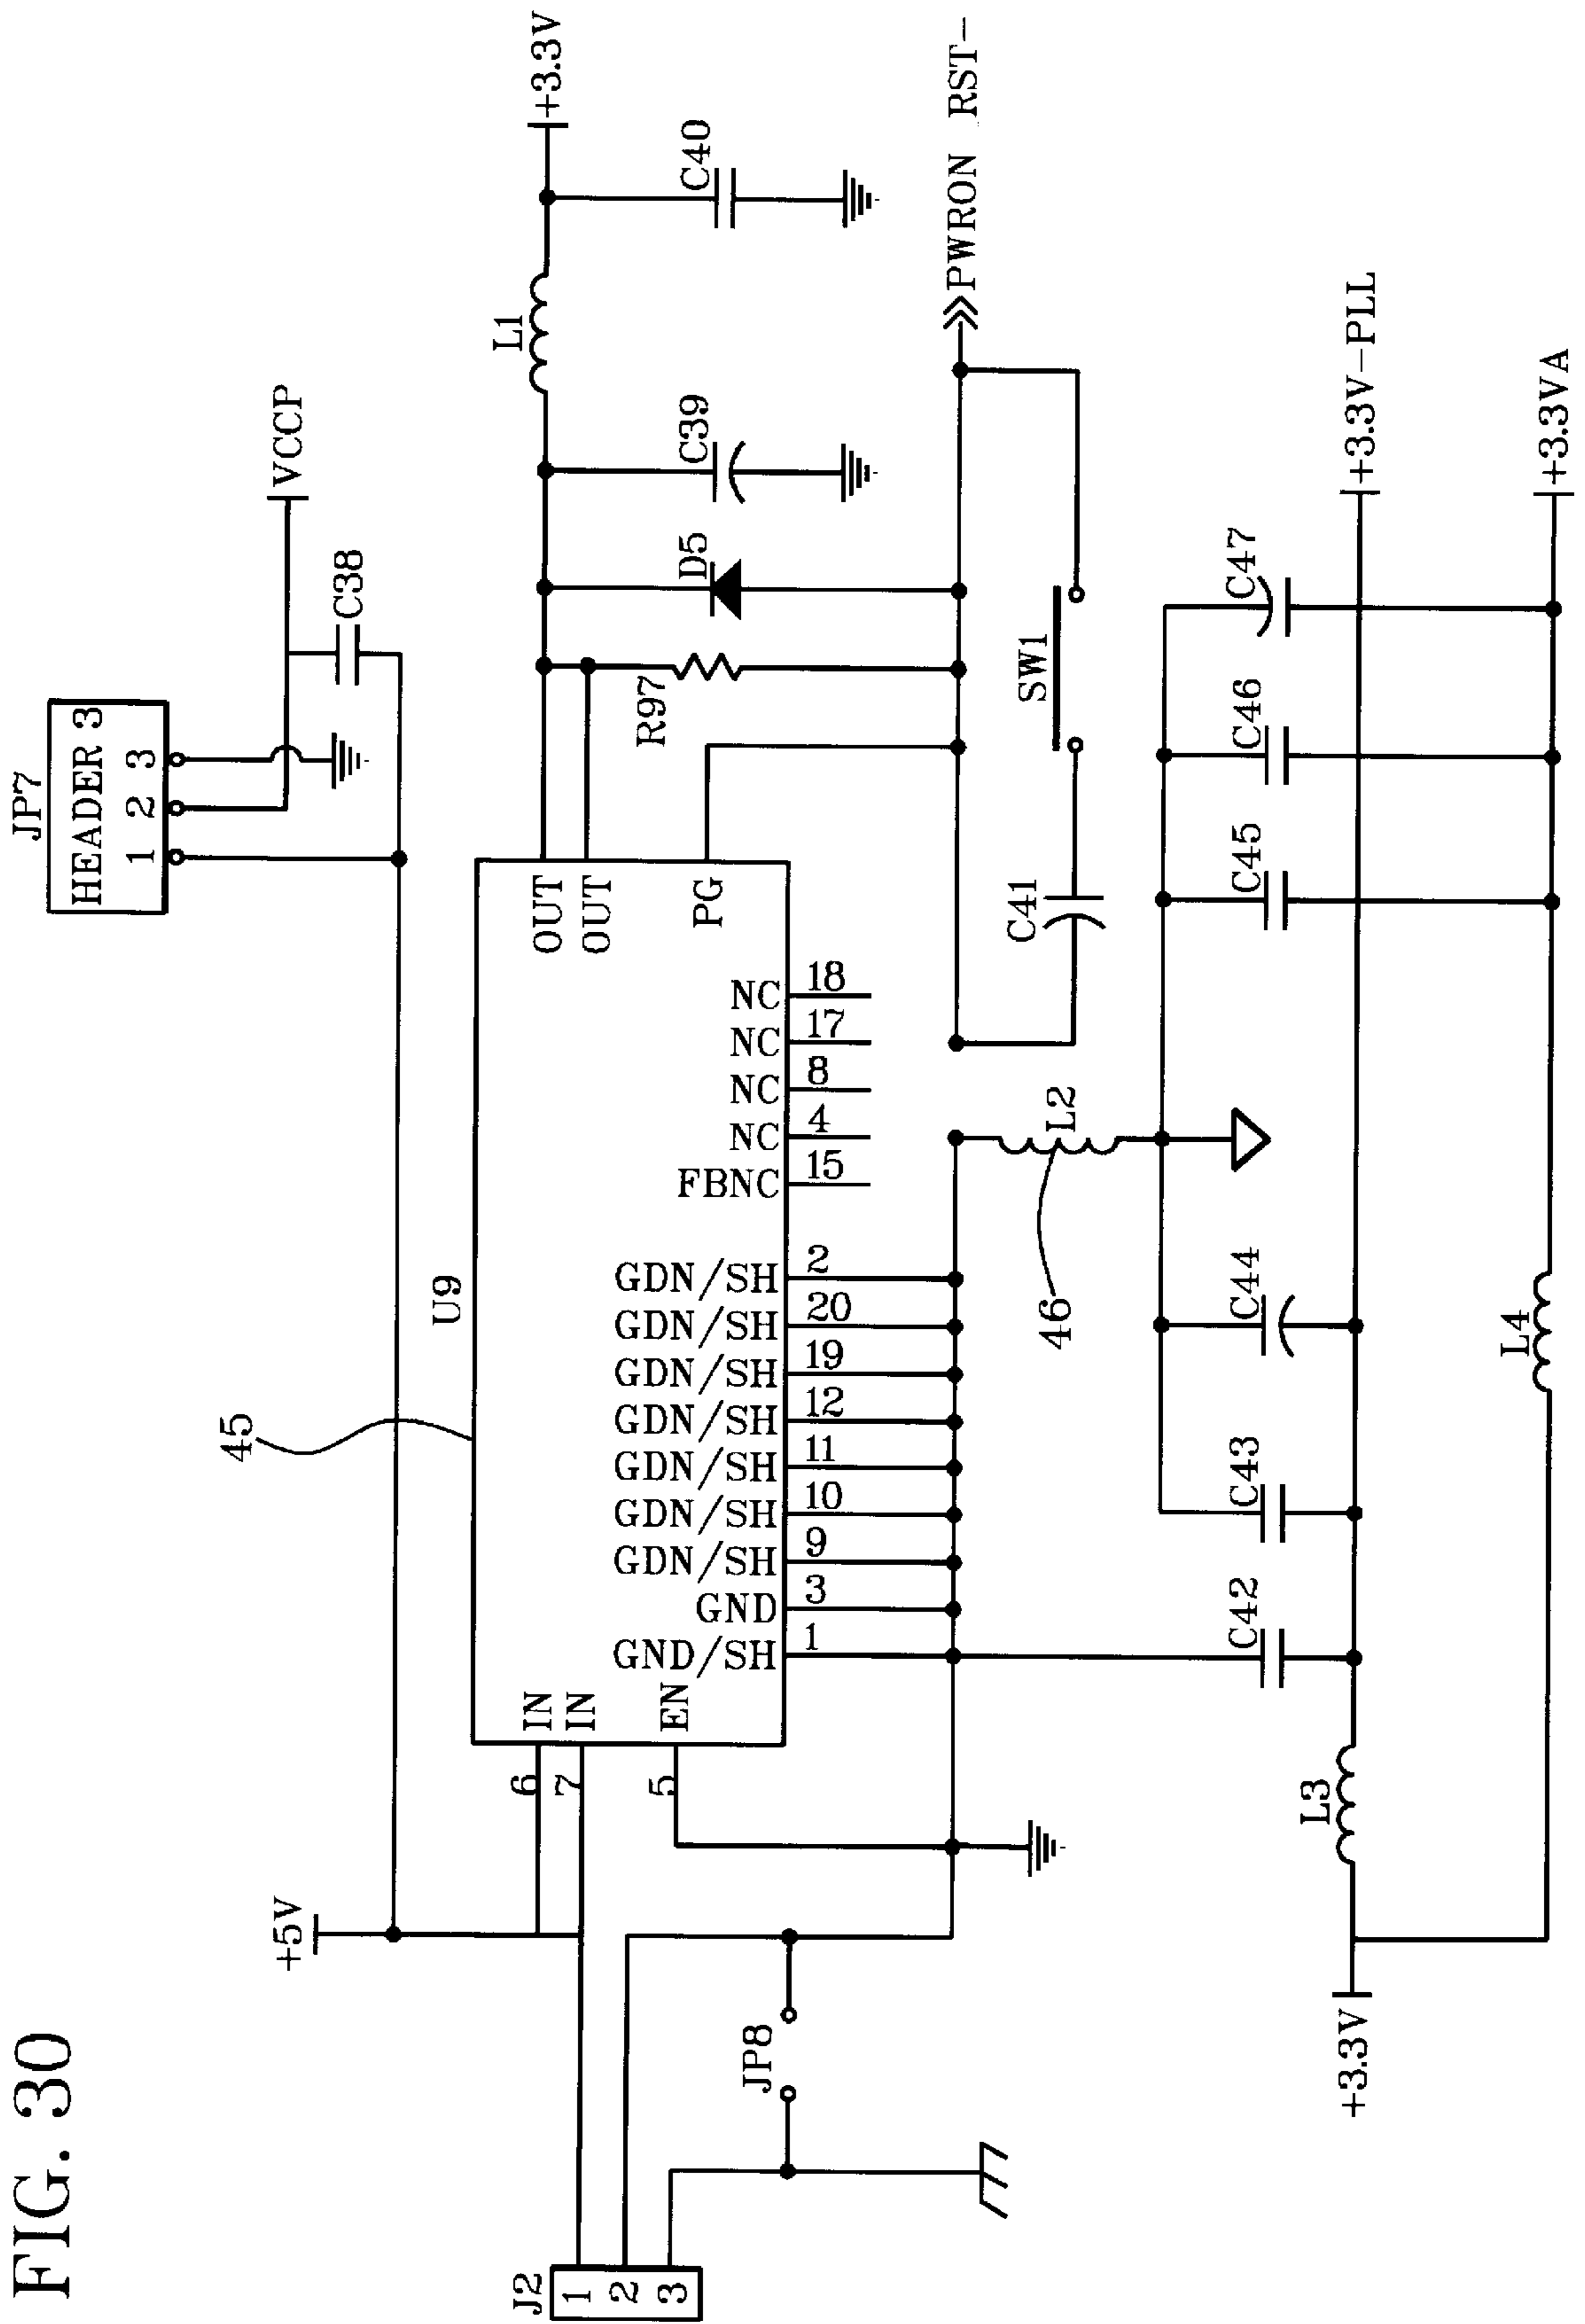 FIG. 30
JP7
HEADER 3
1 2 3
VCCP
C38
+5V
45
U9
J2
1
2
3
6 IN
7 IN
5 EN
OUT
OUT
PG
GND/SH 1
GND 3
GDN/SH 9
GDN/SH 10
GDN/SH 11
GDN/SH 12
GDN/SH 19
GDN/SH 20
GDN/SH 2
FBNC 15
NC 4
NC 8
NC 17
NC 18
L1
+3.3V
R97
D5
C39
C40
PWRON RST-
JP8
C41
SW1
46
L2
C42
C43
C44
C45
C46
C47
+3.3V
L3
+3.3V-PLL
L4
+3.3VA